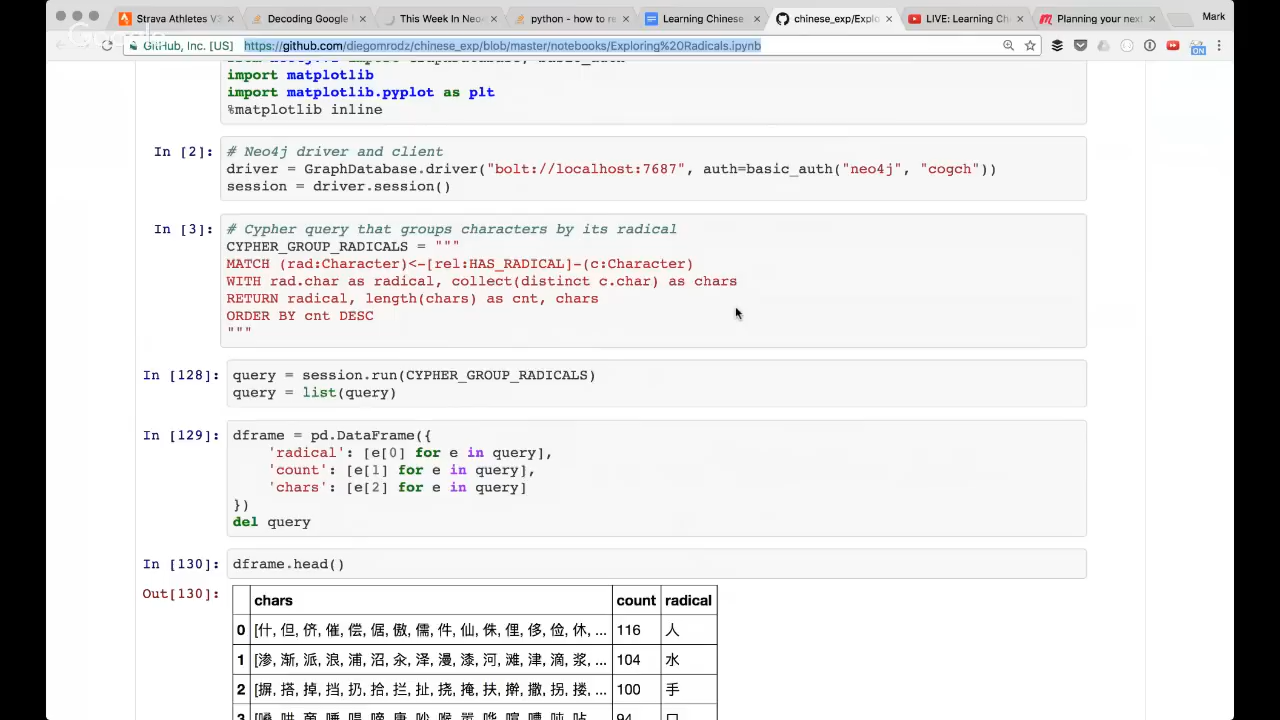 Strava Athletes V3
Decoding Google
This Week In Neo4
python - how to re
Learning Chinese
chinese_exp/Explo
LIVE: Learning Ch
Planning your next
Mark
GitHub, Inc. [US] https://github.com/diegomrodz/chinese_exp/blob/master/notebooks/Exploring%20Radicals.ipynb
ON
import matplotlib
import matplotlib.pyplot as plt
%matplotlib inline
In [2]:
# Neo4j driver and client
driver = GraphDatabase.driver("bolt://localhost:7687", auth=basic_auth("neo4j", "cogch"))
session = driver.session()
In [3]:
# Cypher query that groups characters by its radical
CYPHER_GROUP_RADICALS = """
MATCH (rad:Character)<-[rel:HAS_RADICAL]-(c:Character)
WITH rad.char as radical, collect(distinct c.char) as chars
RETURN radical, length(chars) as cnt, chars
ORDER BY cnt DESC
"""
In [128]:
query = session.run(CYPHER_GROUP_RADICALS)
query = list(query)
In [129]:
dframe = pd.DataFrame({
'radical': [e[0] for e in query],
'count': [e[1] for e in query],
'chars': [e[2] for e in query]
})
del query
In [130]:
dframe.head()
Out[130]:
chars count radical
0 [什, 但, 侪, 催, 偿, 倨, 傲, 儒, 件, 仙, 侏, 俚, 侈, 俭, 休, ... 116 人
1 [渗, 渐, 派, 浪, 浦, 沼, 汆, 泽, 漫, 漆, 河, 滩, 津, 滴, 浆, ... 104 水
2 [摒, 搭, 掉, 挡, 扔, 拾, 拦, 扯, 挠, 掩, 扶, 擀, 撒, 拐, 搂, ... 100 手